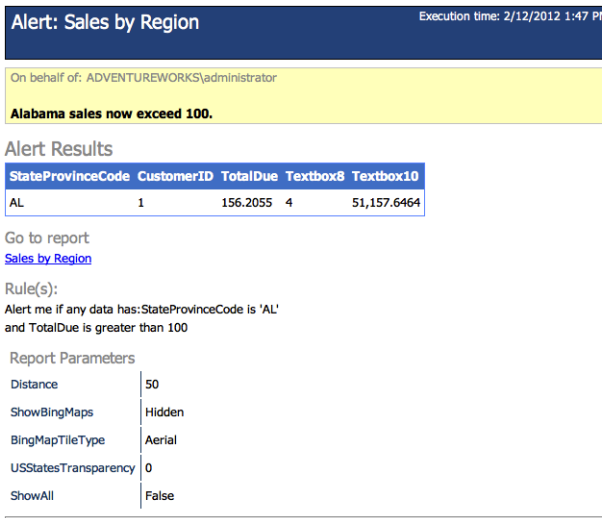 Alert: Sales by Region Execution time: 2/12/2012 1:47 PM
On behalf of: ADVENTUREWORKS\administrator
Alabama sales now exceed 100.
Alert Results
StateProvinceCode CustomerID TotalDue Textbox8 Textbox10
AL 1 156.2055 4 51,157.6464
Go to report
Sales by Region
Rule(s):
Alert me if any data has:StateProvinceCode is 'AL'
and TotalDue is greater than 100
Report Parameters
Distance 50
ShowBingMaps Hidden
BingMapTileType Aerial
USStatesTransparency 0
ShowAll False